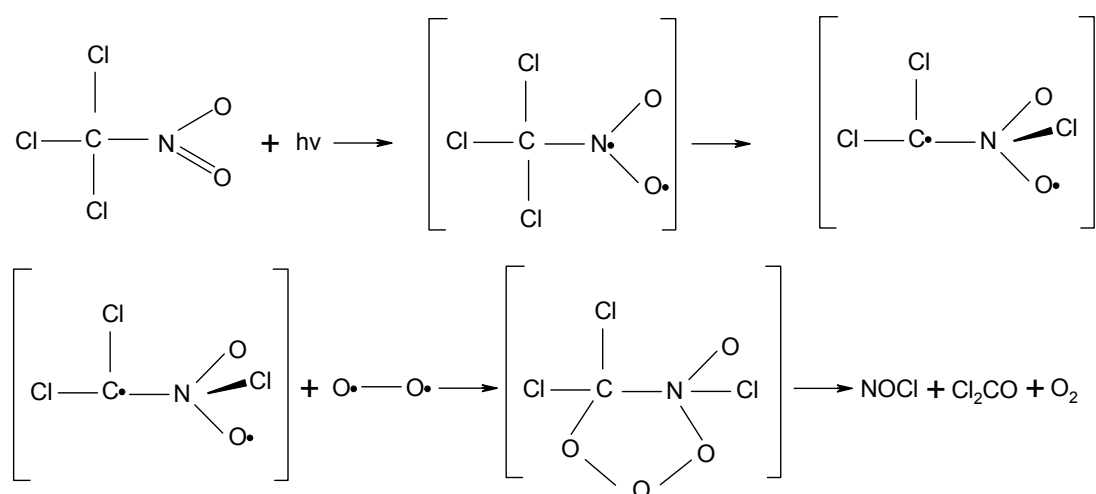 Cl Cl Cl
O O O
Cl C N + hv Cl C N• Cl C• N Cl
O O• O•
Cl Cl
Cl Cl
O O
Cl C• N Cl + O• O• Cl C N Cl NOCl + Cl₂CO + O₂
O• O O
O